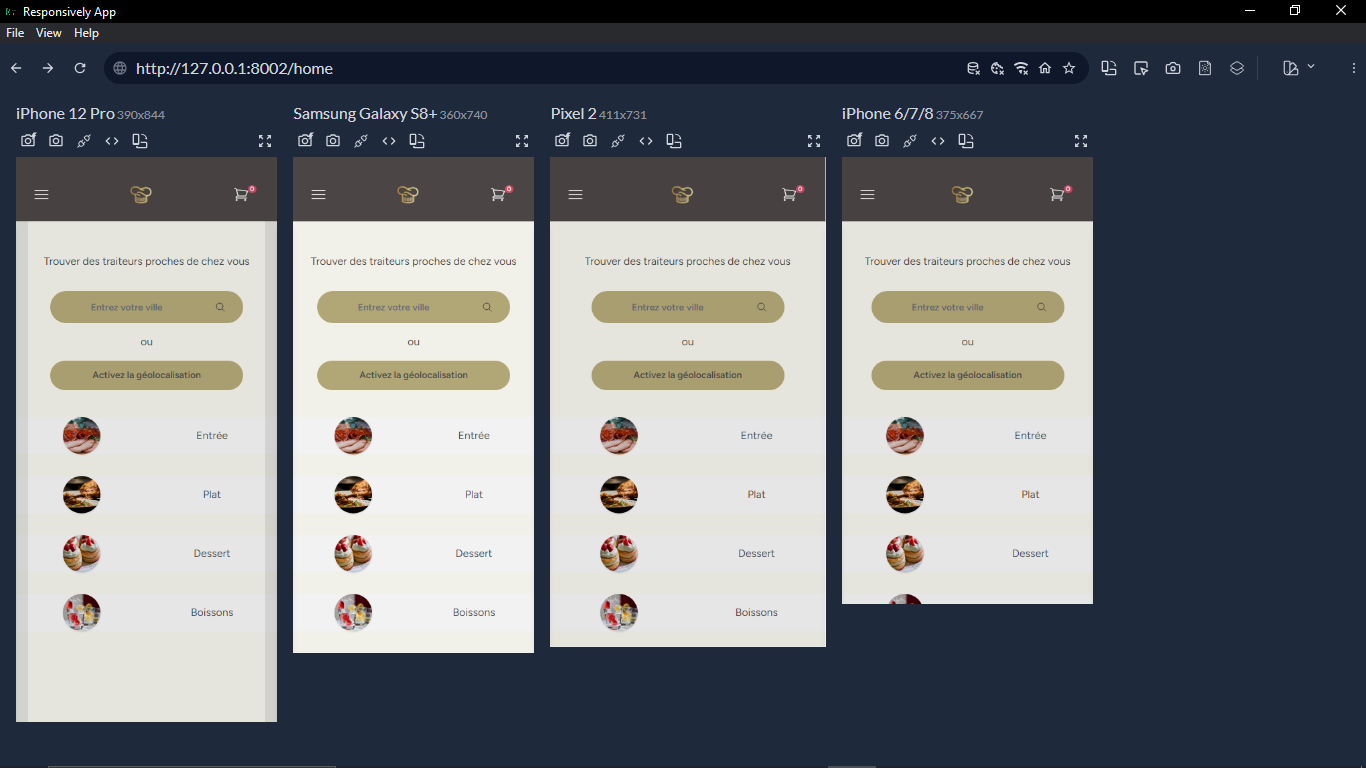 Responsively App
File View Help
http://127.0.0.1:8002/home
iPhone 12 Pro 390x844
0
Trouver des traiteurs proches de chez vous
Entrez votre ville
ou
Activez la géolocalisation
Entrée
Plat
Dessert
Boissons
Samsung Galaxy S8+ 360x740
0
Trouver des traiteurs proches de chez vous
Entrez votre ville
ou
Activez la géolocalisation
Entrée
Plat
Dessert
Boissons
Pixel 2 411x731
0
Trouver des traiteurs proches de chez vous
Entrez votre ville
ou
Activez la géolocalisation
Entrée
Plat
Dessert
Boissons
iPhone 6/7/8 375x667
0
Trouver des traiteurs proches de chez vous
Entrez votre ville
ou
Activez la géolocalisation
Entrée
Plat
Dessert